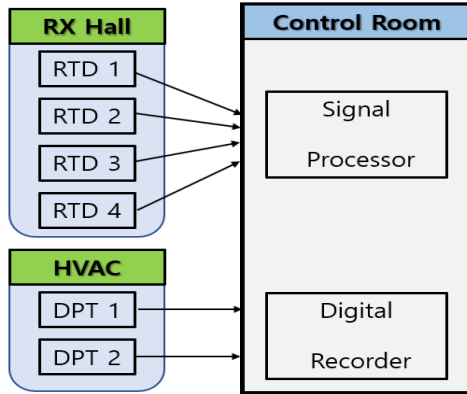 RX Hall
RTD 1
RTD 2
RTD 3
RTD 4
HVAC
DPT 1
DPT 2
Control Room
Signal
Processor
Digital
Recorder